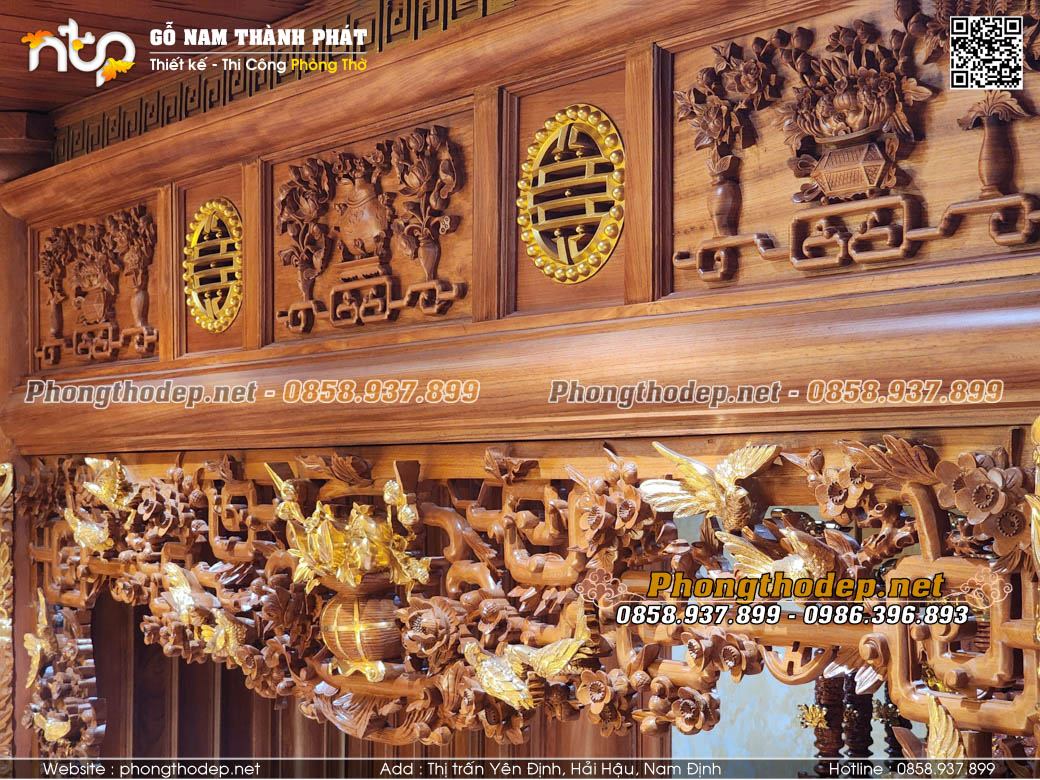 ntp
GỖ NAM THÀNH PHÁT
Thiết kế - Thi Công Phòng Thờ
Phongthodep.net - 0858.937.899
Phongthodep.net - 0858.937.899
Phongthodep.net
0858.937.899 - 0986.396.893
Website : phongthodep.net
Add : Thị trấn Yên Định, Hải Hậu, Nam Định
Hotline : 0858.937.899